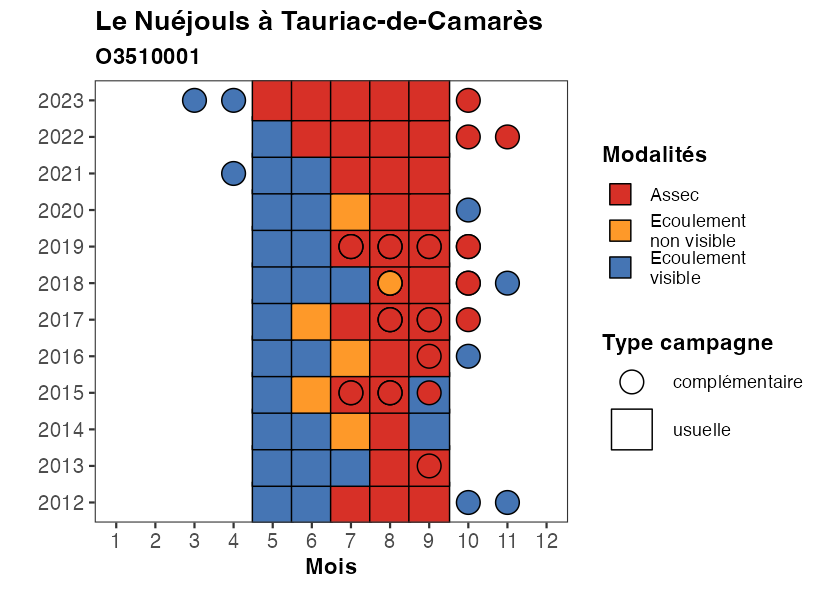 Le Nuéjouls à Tauriac-de-Camarès
O3510001
2023
2022
2021
2020
2019
2018
2017
2016
2015
2014
2013
2012
1 2 3 4 5 6 7 8 9 10 11 12
Mois
Modalités
Assec
Ecoulement
non visible
Ecoulement
visible
Type campagne
complémentaire
usuelle